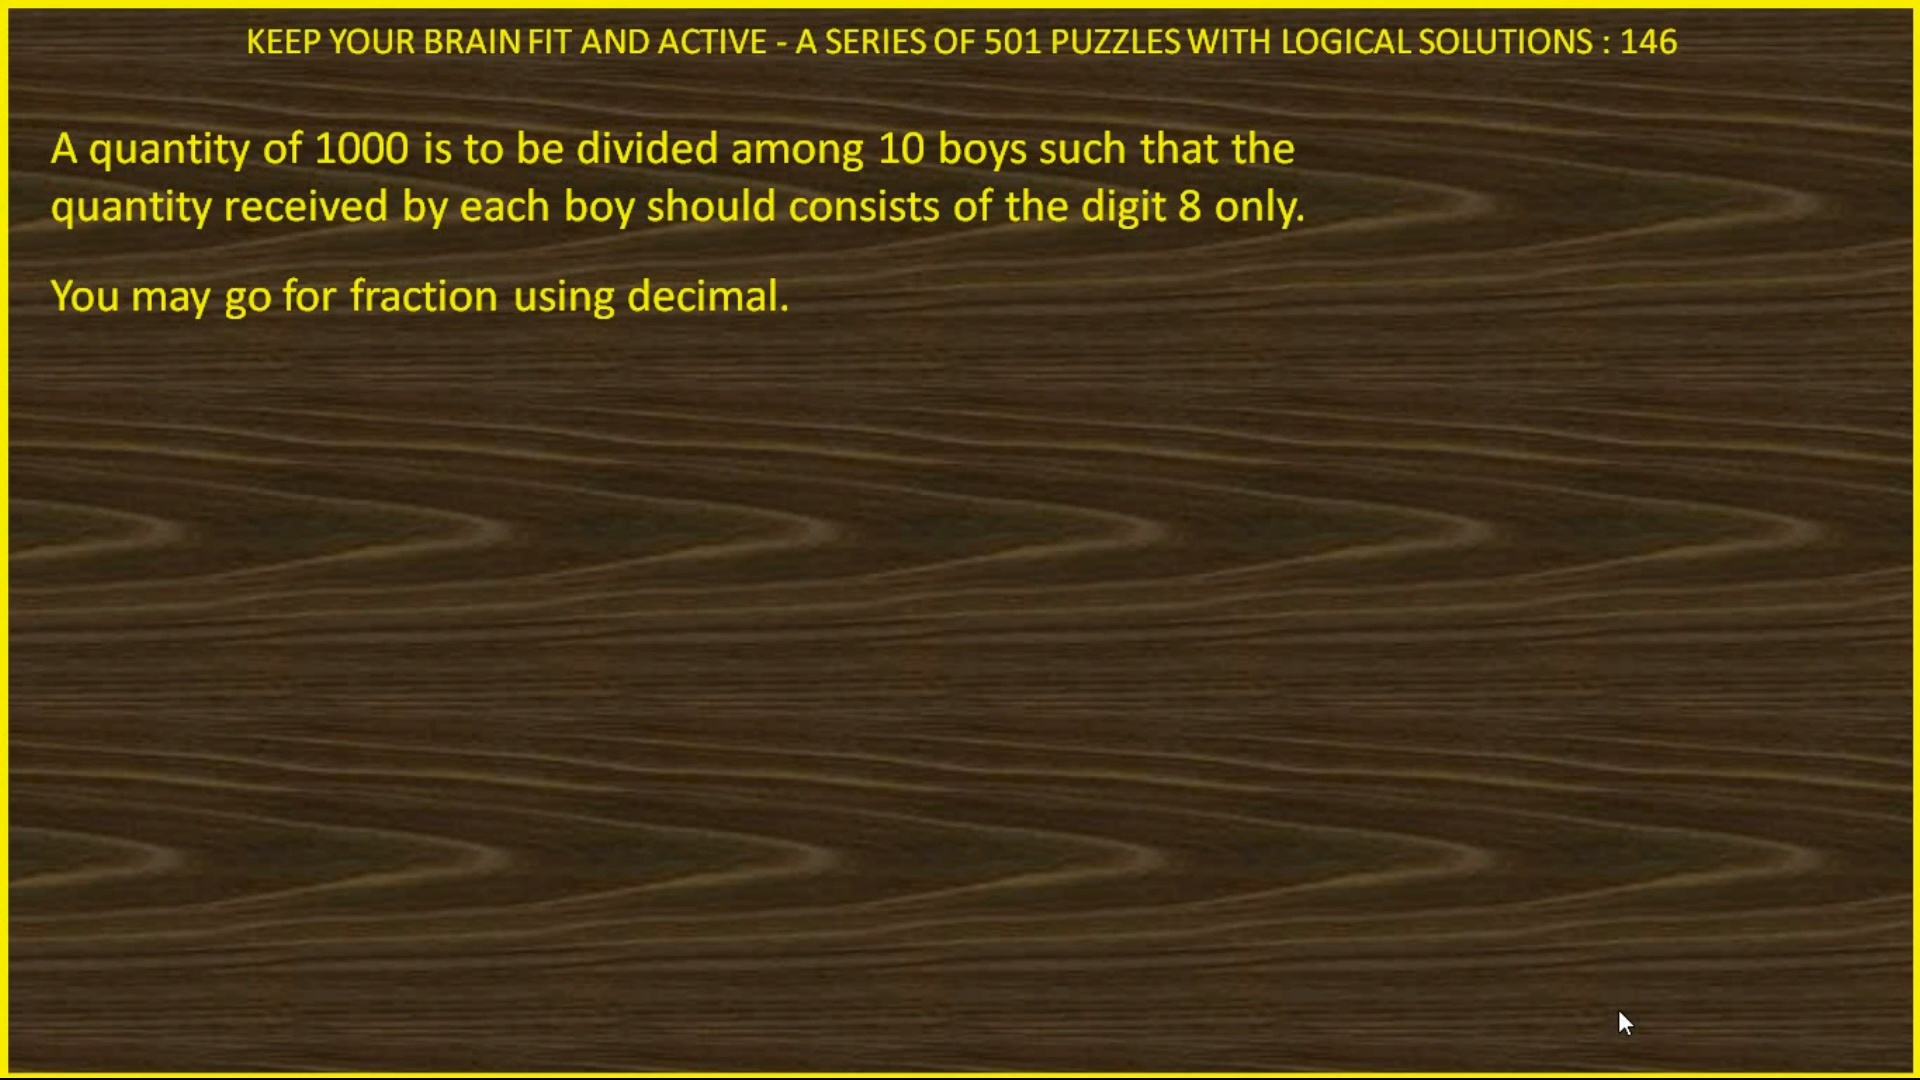 KEEP YOUR BRAIN FIT AND ACTIVE - A SERIES OF 501 PUZZLES WITH LOGICAL SOLUTIONS : 146
A quantity of 1000 is to be divided among 10 boys such that the
quantity received by each boy should consists of the digit 8 only.
You may go for fraction using decimal.